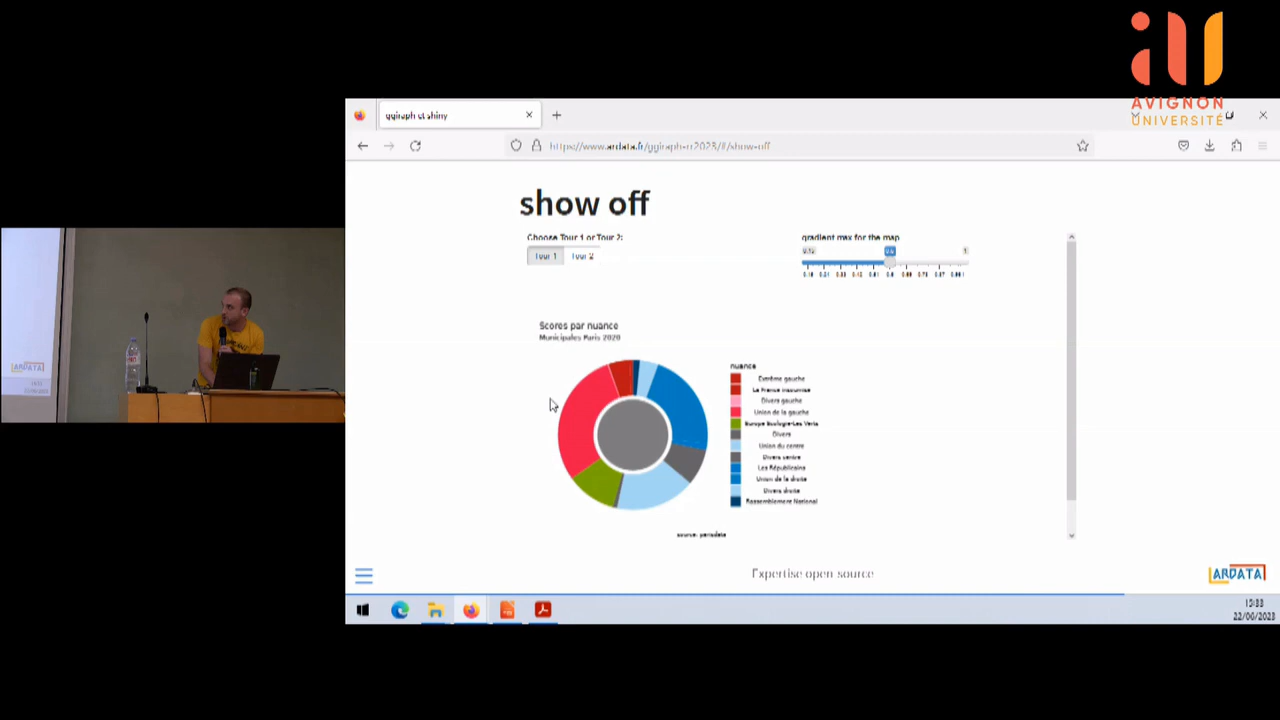 AVIGNON
UNIVERSITÉ
ggiraph et shiny
https://www.ardata.fr/ggiraph-rr2023/#/show-off
show off
Choose Tour 1 or Tour 2:
Tour 1
Tour 2
gradient max for the map
1
Scores par nuance
Municipales Paris 2020
nuance
Extrême gauche
La France insoumise
Divers gauche
Union de la gauche
Europe Ecologie-Les Verts
Divers
Union du centre
Divers centre
Les Républicains
Union de la droite
Divers droite
Rassemblement National
source: parisdata
Expertise open source
ARDATA
ARDATA
22/06/2023